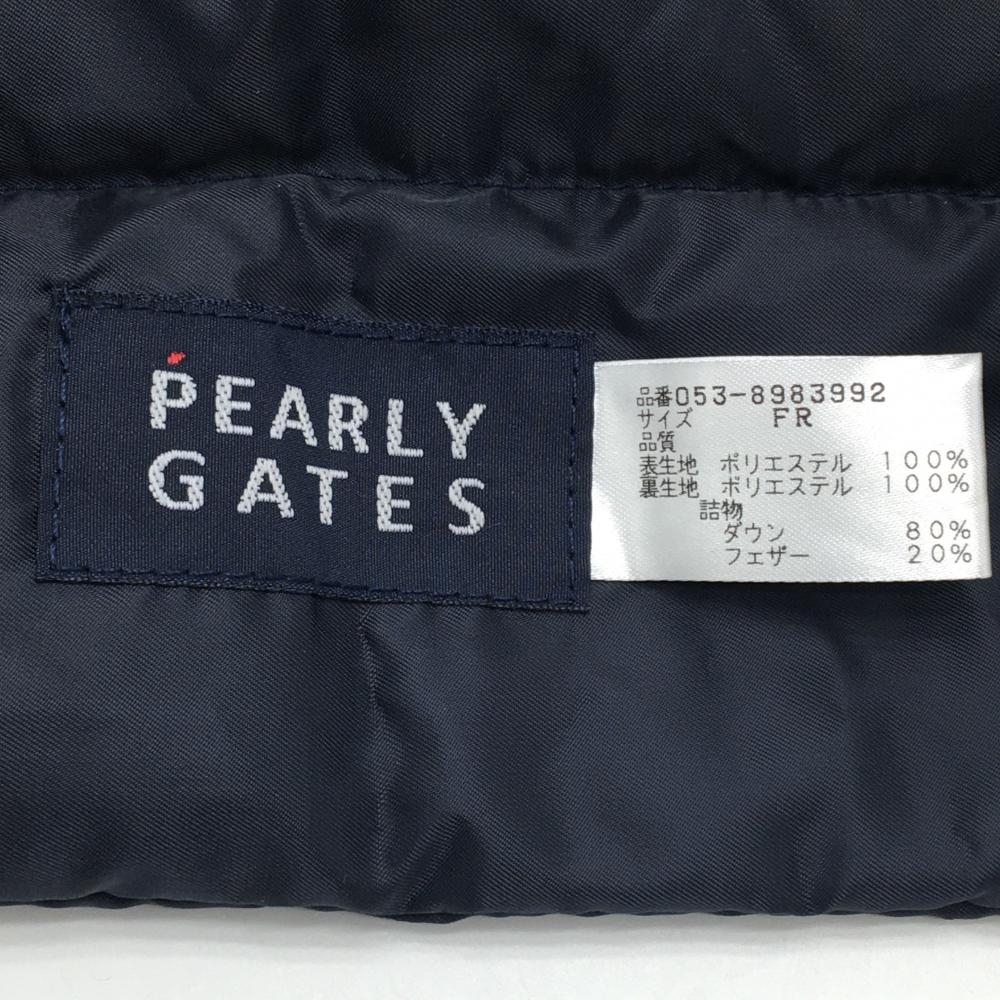 PEARLY
GATES
品番053-8983992
サイズ FR
品質
表生地 ポリエステル 100%
裏生地 ポリエステル 100%
詰物
ダウン 80%
フェザー 20%